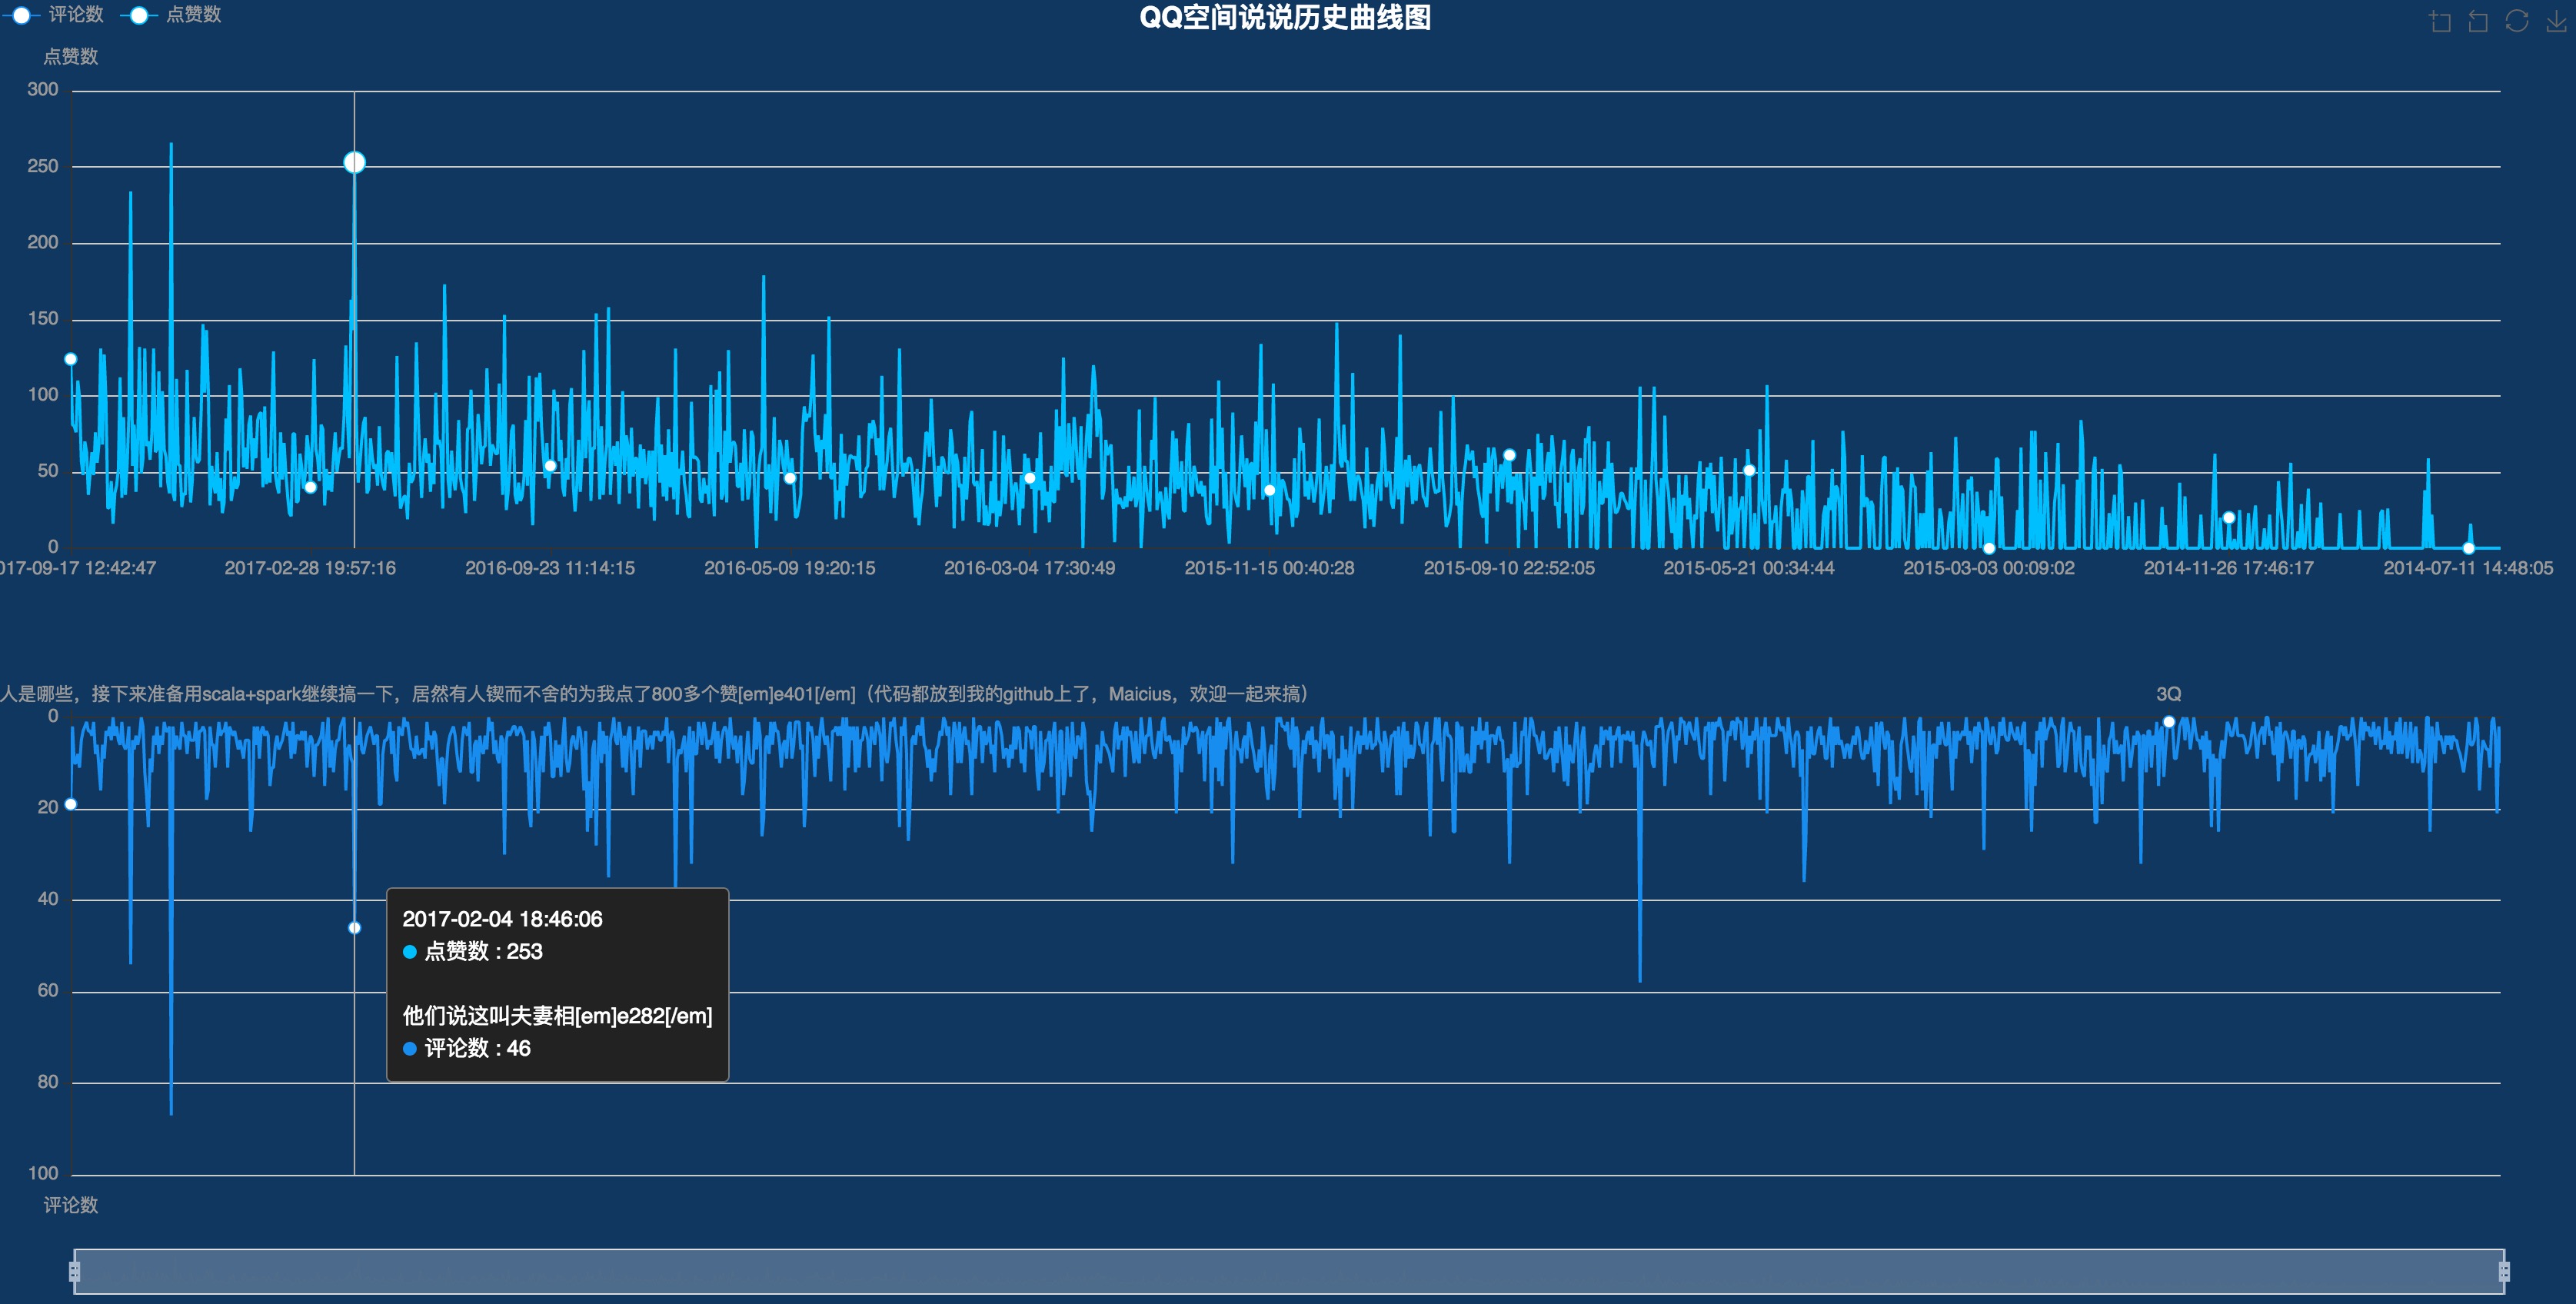 评论数 点赞数
QQ空间说说历史曲线图
点赞数
300
250
200
150
100
50
0
017-09-17 12:42:47 2017-02-28 19:57:16 2016-09-23 11:14:15 2016-05-09 19:20:15 2016-03-04 17:30:49 2015-11-15 00:40:28 2015-09-10 22:52:05 2015-05-21 00:34:44 2015-03-03 00:09:02 2014-11-26 17:46:17 2014-07-11 14:48:05
人是哪些，接下来准备用scala+spark继续搞一下，居然有人锲而不舍的为我点了800多个赞[em]e401[/em]（代码都放到我的github上了，Maicius，欢迎一起来搞） 3Q
0
20
40
60
80
100
2017-02-04 18:46:06
点赞数 : 253
他们说这叫夫妻相[em]e282[/em]
评论数 : 46
评论数